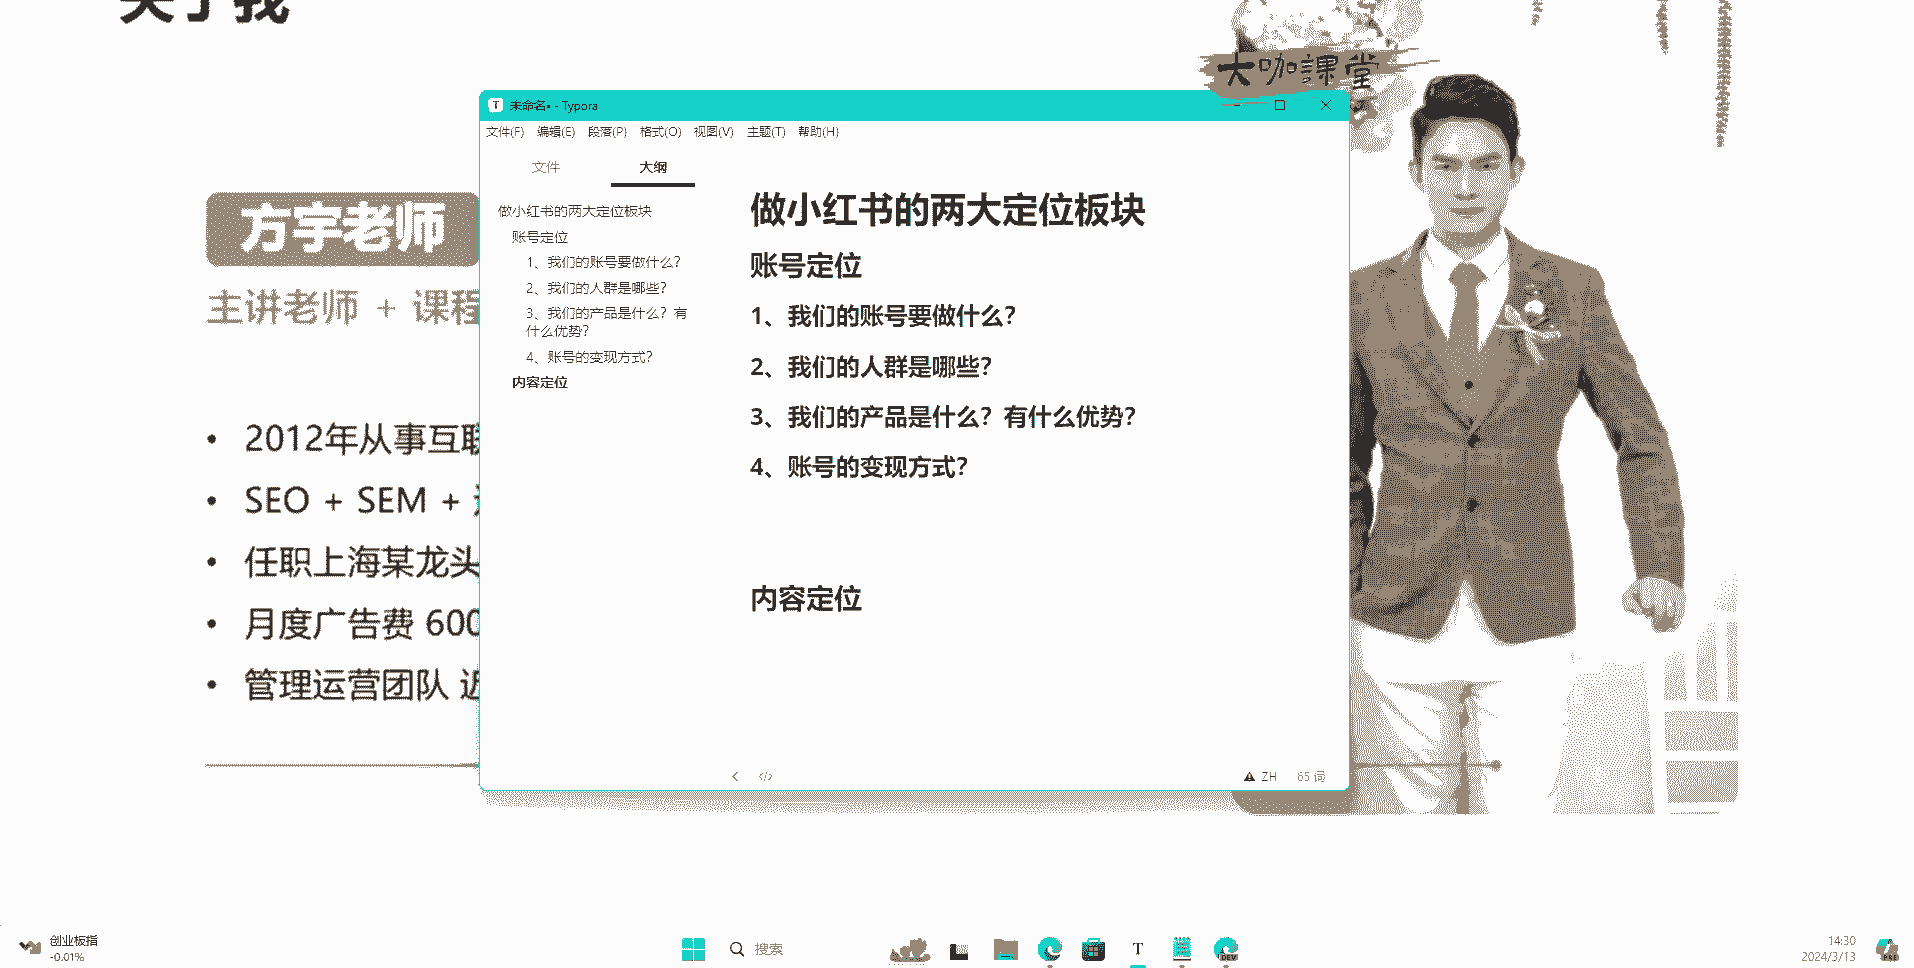 关于我
大咖課堂
未命名• - Typora
文件(F) 编辑(E) 段落(P) 格式(O) 视图(V) 主题(T) 帮助(H)
文件 大纲
做小红书的两大定位板块
账号定位
1、我们的账号要做什么？
2、我们的人群是哪些？
3、我们的产品是什么？有
什么优势？
4、账号的变现方式？
内容定位
做小红书的两大定位板块
账号定位
1、我们的账号要做什么？
2、我们的人群是哪些？
3、我们的产品是什么？有什么优势？
4、账号的变现方式？
内容定位
ZH 65 词
方宇老师
主讲老师 + 课程
• 2012年从事互联
• SEO + SEM +
• 任职上海某龙头
• 月度广告费 600
• 管理运营团队 近
创业板指
-0.01%
搜索
T
DEV
14:30
2024/3/13
PRE